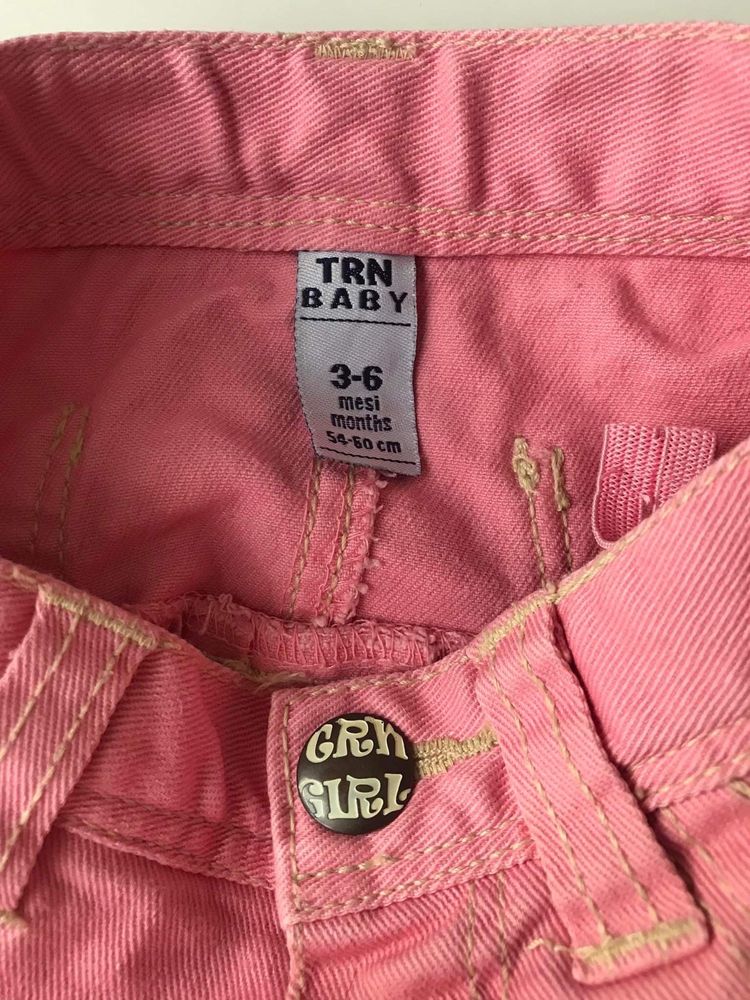 TRN
BABY
3-6
mesi
months
54-60 cm
GRN
GIRL